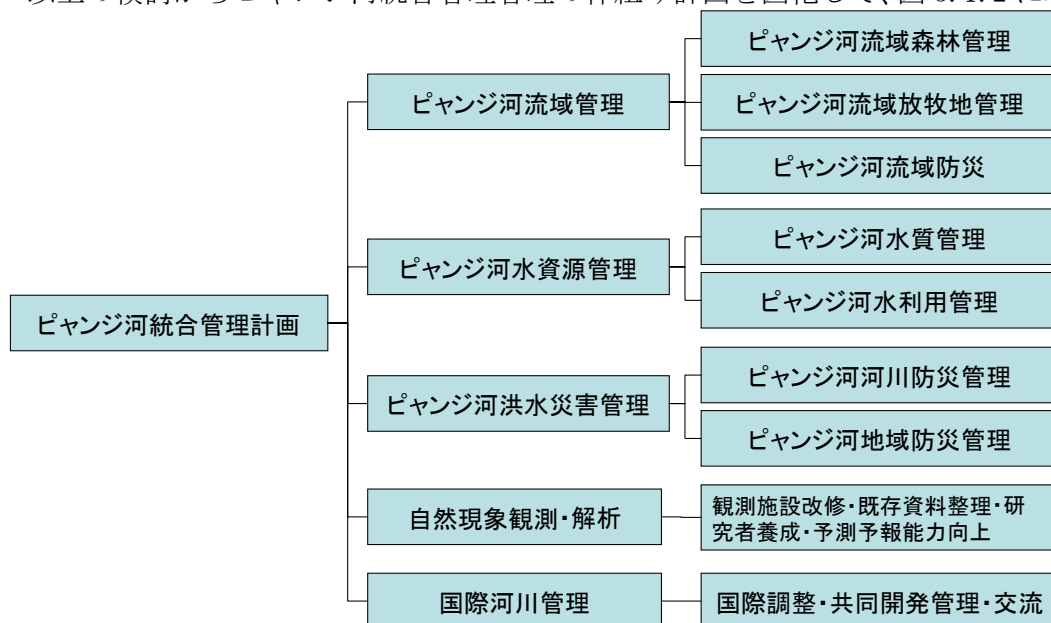 ピャンジ河流域森林管理
ピャンジ河流域管理
ピャンジ河流域放牧地管理
ピャンジ河流域防災
ピャンジ河水質管理
ピャンジ河水資源管理
ピャンジ河水利用管理
ピャンジ河統合管理計画
ピャンジ河河川防災管理
ピャンジ河洪水災害管理
ピャンジ河地域防災管理
自然現象観測・解析
観測施設改修・既存資料整理・研
究者養成・予測予報能力向上
国際河川管理
国際調整・共同開発管理・交流